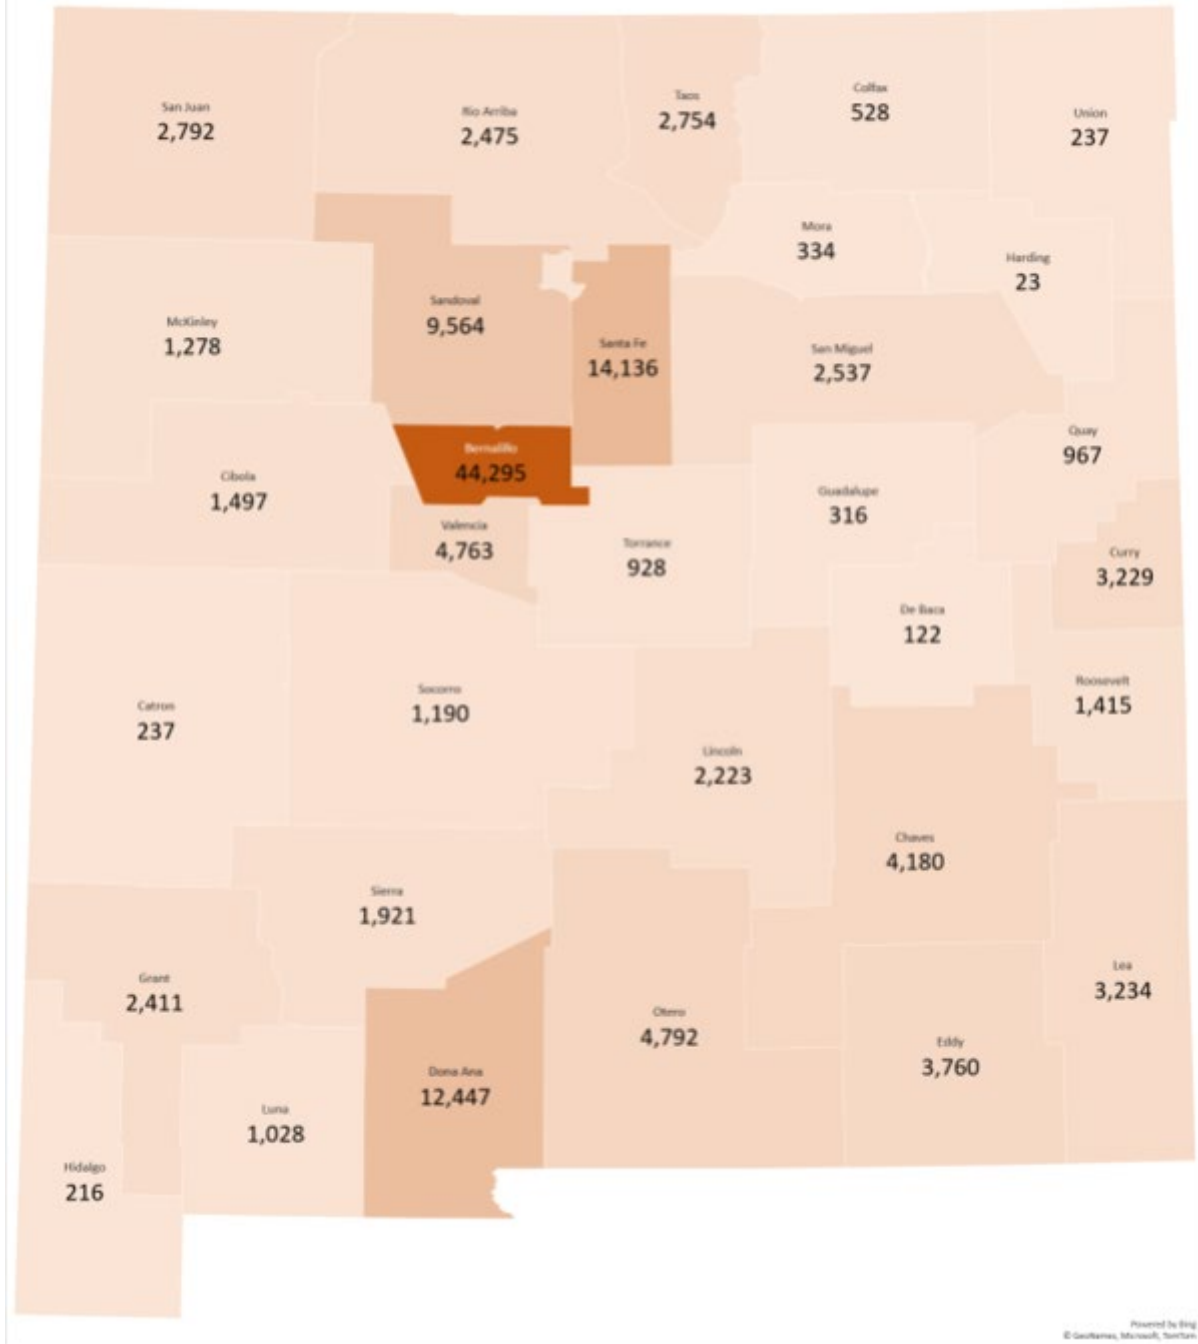 San Juan
2,792
Rio Arriba
2,475
Taos
2,754
Colfax
528
Union
237
Mora
334
Harding
23
McKinley
1,278
Sandoval
9,564
Santa Fe
14,136
San Miguel
2,537
Quay
967
Bernalillo
44,295
Cibola
1,497
Guadalupe
316
Valencia
4,763
Torrance
928
Curry
3,229
De Baca
122
Roosevelt
1,415
Catron
237
Socorro
1,190
Lincoln
2,223
Chaves
4,180
Sierra
1,921
Grant
2,411
Lea
3,234
Otero
4,792
Eddy
3,760
Dona Ana
12,447
Luna
1,028
Hidalgo
216
Powered by Bing
© GeoNames, Microsoft, TomTom